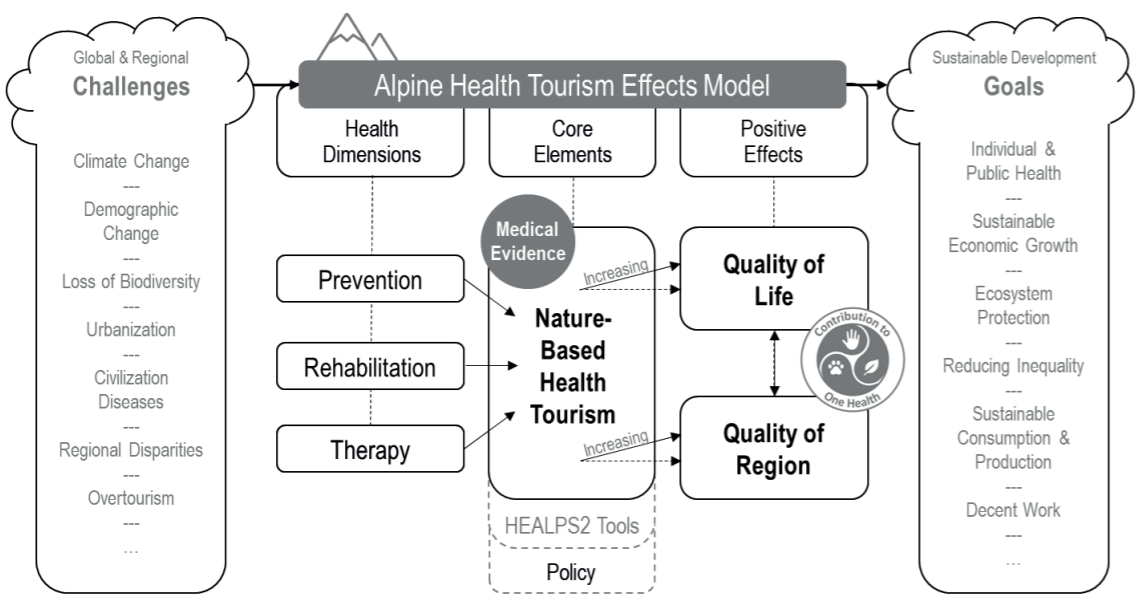 Global & Regional
Challenges
Climate Change
---
Demographic
Change
---
Loss of Biodiversity
---
Urbanization
---
Civilization
Diseases
---
Regional Disparities
---
Overtourism
---
...
Alpine Health Tourism Effects Model
Health
Dimensions
Prevention
Rehabilitation
Therapy
Core
Elements
Medical
Evidence
Nature-
Based
Health
Tourism
HEALPS2 Tools
Policy
Positive
Effects
Increasing
Quality of
Life
Increasing
Quality of
Region
Contribution to
One Health
Sustainable Development
Goals
Individual &
Public Health
---
Sustainable
Economic Growth
---
Ecosystem
Protection
---
Reducing Inequality
---
Sustainable
Consumption &
Production
---
Decent Work
---
...